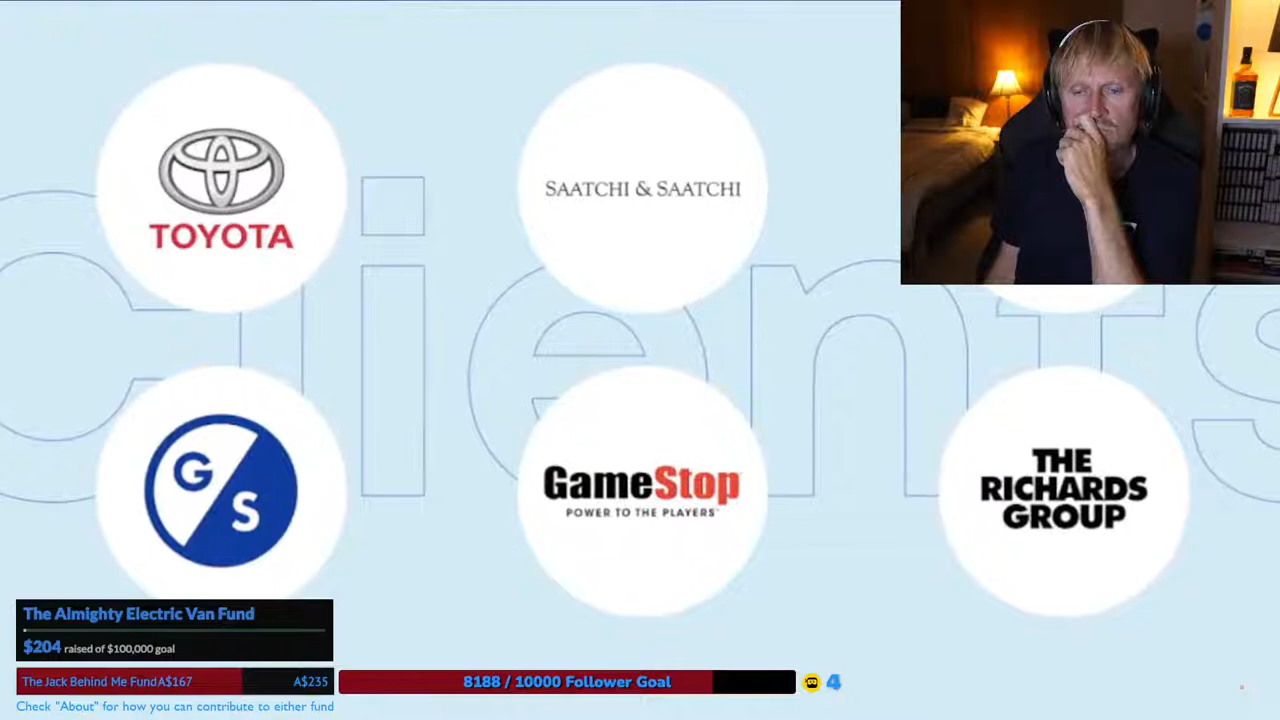 Clients
TOYOTA
SAATCHI & SAATCHI
G
S
GameStop
POWER TO THE PLAYERS
THE
RICHARDS
GROUP
The Almighty Electric Van Fund
$204 raised of $100,000 goal
The Jack Behind Me Fund A$167 A$235
8188 / 10000 Follower Goal
4
Check "About" for how you can contribute to either fund